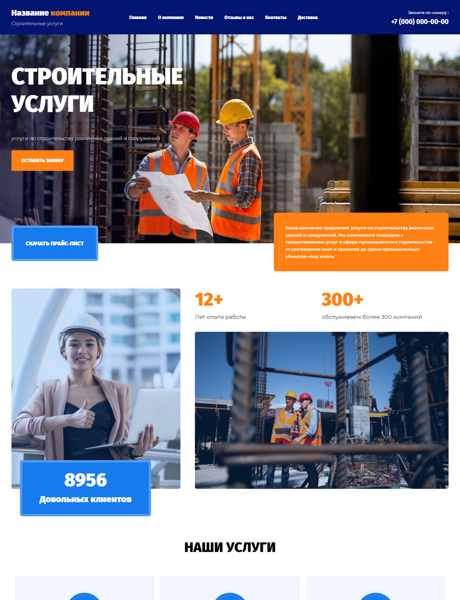 Название компании
Строительные услуги
Главная О компании Новости Отзывы о нас Контакты Доставка
Звоните по номеру:
+7 (000) 000-00-00
СТРОИТЕЛЬНЫЕ
УСЛУГИ
услуги по строительству различных зданий и сооружений
ОСТАВИТЬ ЗАЯВКУ
СКАЧАТЬ ПРАЙС-ЛИСТ
Наша компания предлагает услуги по строительству различных
зданий и сооружений. Мы комплексно подходим к
предоставлению услуг в сфере промышленного строительства -
от составления смет и проектов до сдачи промышленных
объектов «под ключ».
12+
Лет опыта работы
300+
обслуживаем более 300 компаний
8956
Довольных клиентов
НАШИ УСЛУГИ